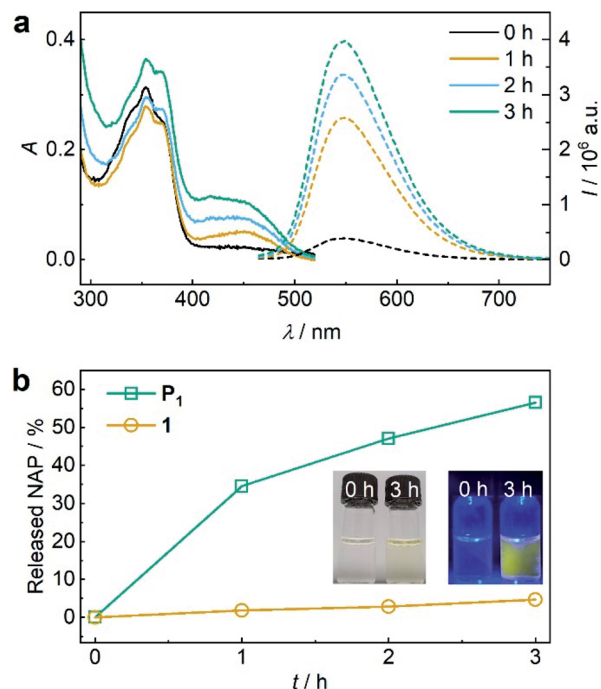 a
0 h
1 h
2 h
3 h
0.4
0.2
0.0
A
4
3
2
1
0
I / 10⁶ a.u.
300
400
500
600
700
λ / nm
b
P₁
1
60
50
40
30
20
10
0
Released NAP / %
0 h 3 h
0 h 3 h
0
1
2
3
t / h